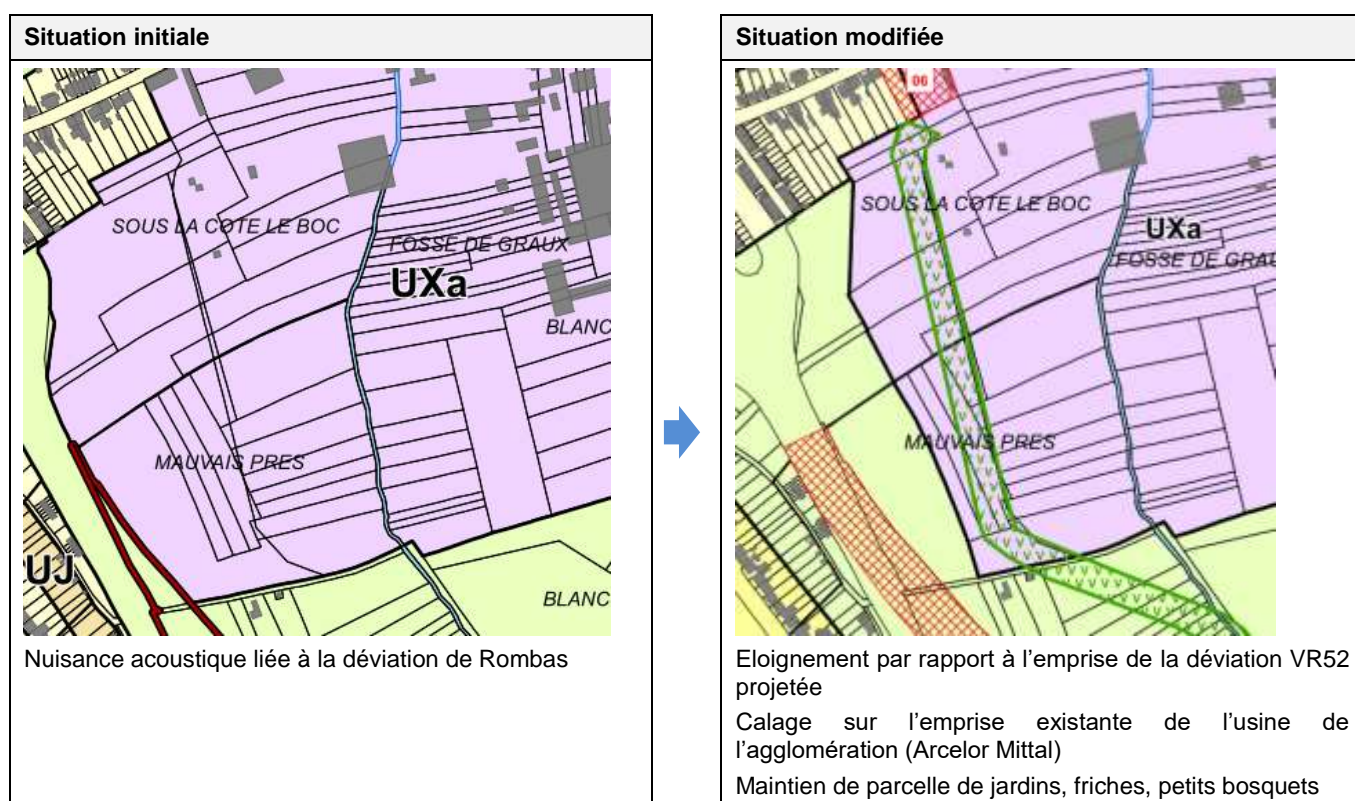 Situation initiale
SOUS LA COTE LE BOC
FOSSE DE GRAUX
UXa
BLANC
MAUVAIS PRES
UJ
BLANC
Nuisance acoustique liée à la déviation de Rombas
Situation modifiée
06
SOUS LA COTE LE BOC
UXa
FOSSE DE GRAU
MAUVAIS PRES
Eloignement par rapport à l'emprise de la déviation VR52
projetée
Calage sur l'emprise existante de l'usine de
l'agglomération (Arcelor Mittal)
Maintien de parcelle de jardins, friches, petits bosquets